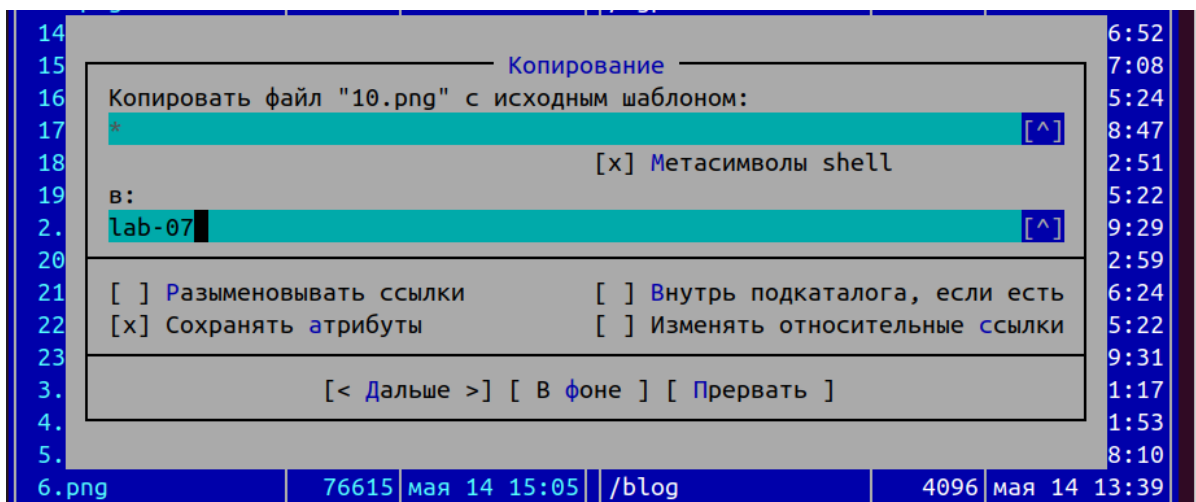 14 6:52
15 Копирование 7:08
16 Копировать файл "10.png" с исходным шаблоном: 5:24
17 * [^] 8:47
18 [x] Метасимволы shell 2:51
19 в: 5:22
2. lab-07 [^] 9:29
20 2:59
21 [ ] Разыменовывать ссылки [ ] Внутрь подкаталога, если есть 6:24
22 [x] Сохранять атрибуты [ ] Изменять относительные ссылки 5:22
23 9:31
3. [< Дальше >] [ В фоне ] [ Прервать ] 1:17
4. 1:53
5. 8:10
6.png 76615 мая 14 15:05 /blog 4096 мая 14 13:39